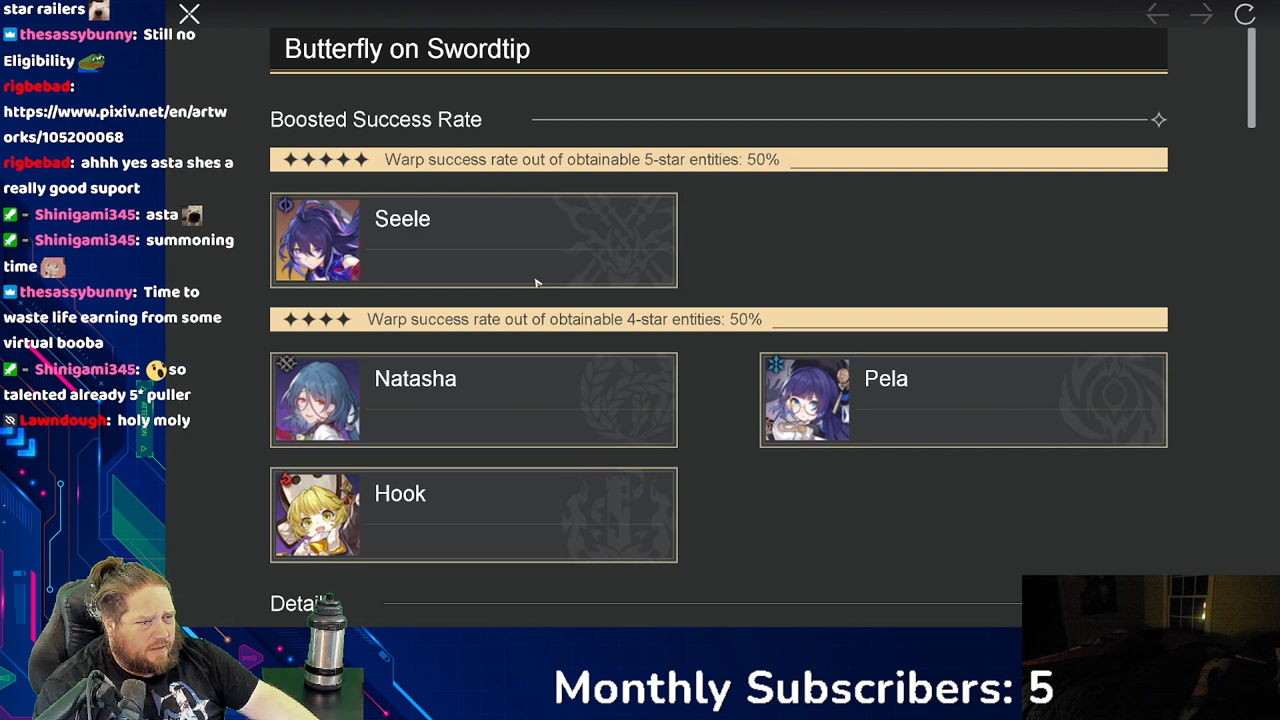 star railers
thesassybunny: Still no
Eligibility
rigbebad:
https://www.pixiv.net/en/artw
orks/105200068
rigbebad: ahhh yes asta shes a
really good suport
Shinigami345: asta
Shinigami345: summoning
time
thesassybunny: Time to
waste life earning from some
virtual booba
Shinigami345: so
talented already 5* puller
Lawndough: holy moly
Butterfly on Swordtip
Boosted Success Rate
Warp success rate out of obtainable 5-star entities: 50%
Seele
Warp success rate out of obtainable 4-star entities: 50%
Natasha
Pela
Hook
Detail
Monthly Subscribers: 5